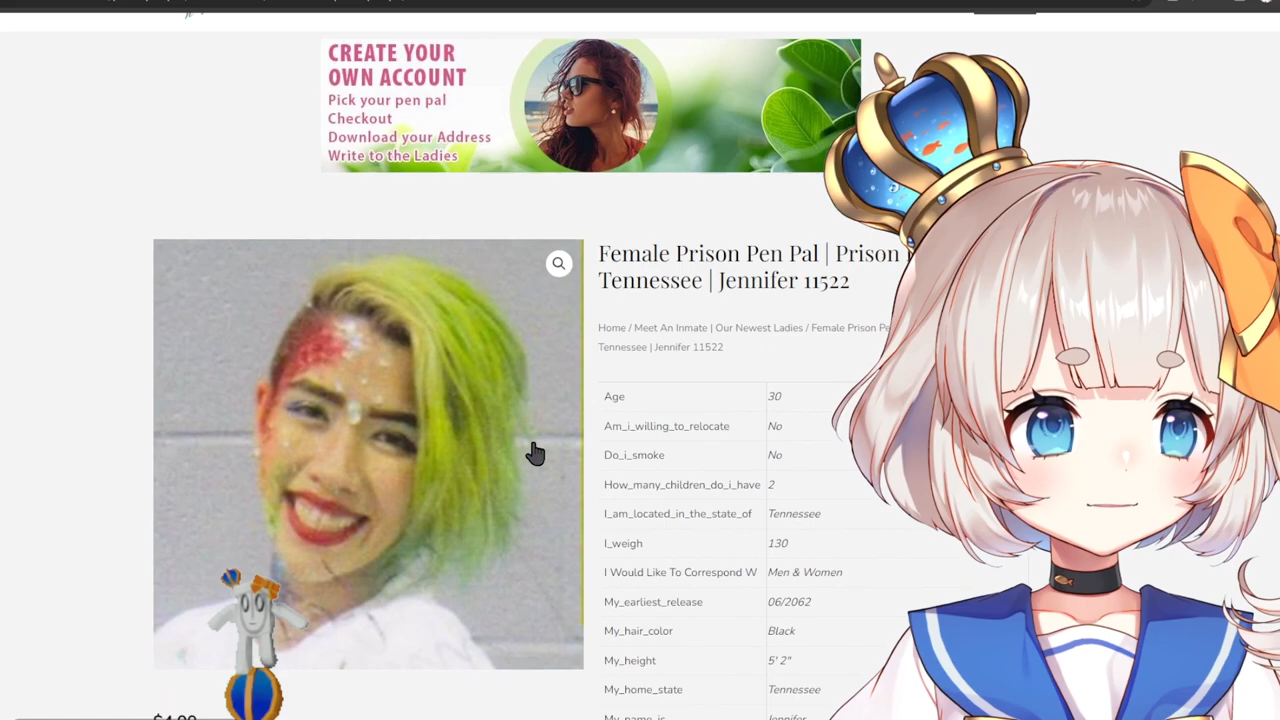 CREATE YOUR
OWN ACCOUNT
Pick your pen pal
Checkout
Download your Address
Write to the Ladies
Female Prison Pen Pal | Prison
Tennessee | Jennifer 11522
Home / Meet An Inmate | Our Newest Ladies / Female Prison Pe
Tennessee | Jennifer 11522
Age 30
Am_i_willing_to_relocate No
Do_i_smoke No
How_many_children_do_i_have 2
I_am_located_in_the_state_of Tennessee
I_weigh 130
I Would Like To Correspond W Men & Women
My_earliest_release 06/2062
My_hair_color Black
My_height 5' 2"
My_home_state Tennessee
My_name_is Jennifer